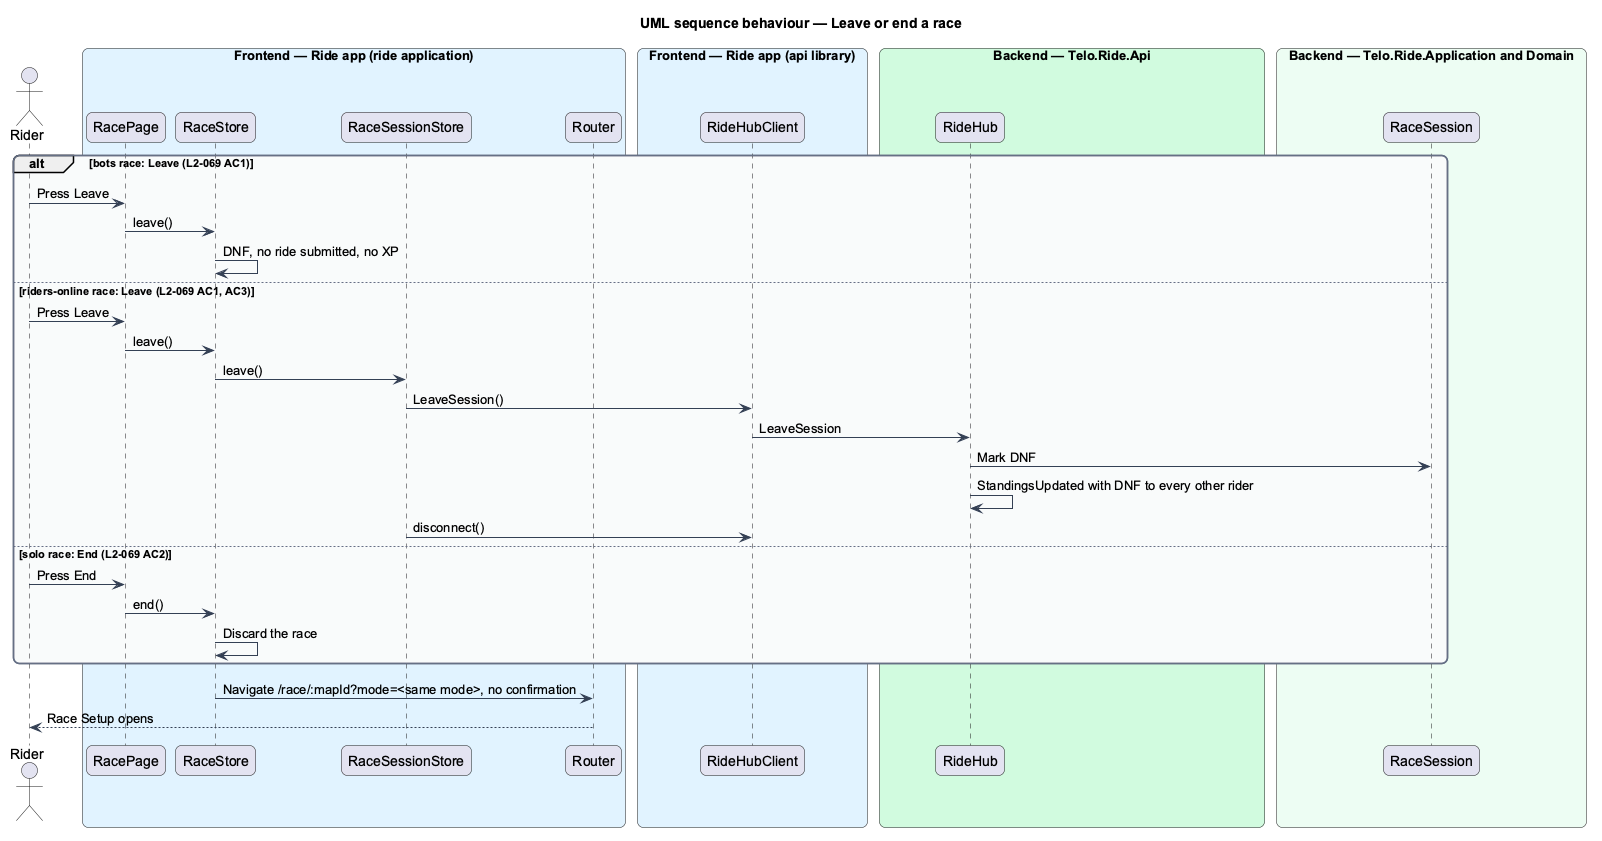 UML sequence behaviour — Leave or end a race
Frontend — Ride app (ride application)
Frontend — Ride app (api library)
Backend — Telo.Ride.Api
Backend — Telo.Ride.Application and Domain
Rider
RacePage
RaceStore
RaceSessionStore
Router
RideHubClient
RideHub
RaceSession
alt
[bots race: Leave (L2-069 AC1)]
Press Leave
leave()
DNF, no ride submitted, no XP
[riders-online race: Leave (L2-069 AC1, AC3)]
Press Leave
leave()
leave()
LeaveSession()
LeaveSession
Mark DNF
StandingsUpdated with DNF to every other rider
disconnect()
[solo race: End (L2-069 AC2)]
Press End
end()
Discard the race
Navigate /race/:mapId?mode=<same mode>, no confirmation
Race Setup opens
Rider
RacePage
RaceStore
RaceSessionStore
Router
RideHubClient
RideHub
RaceSession